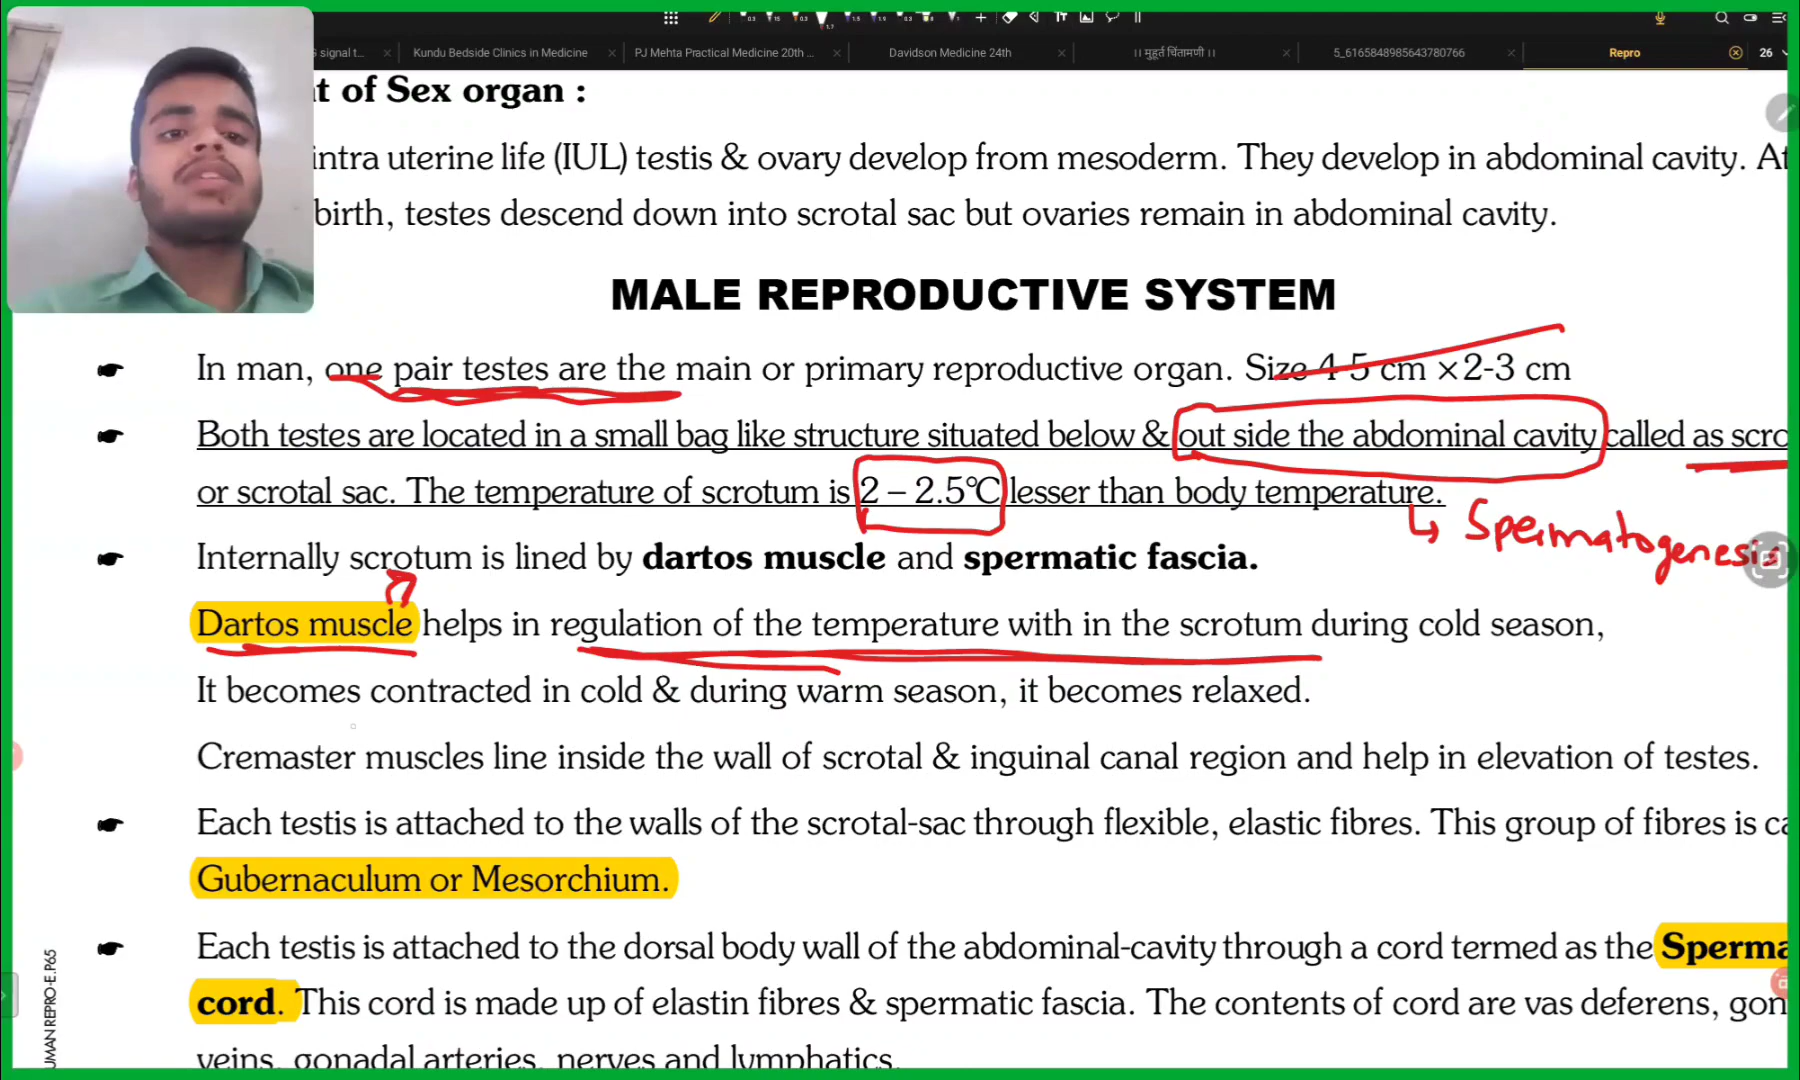 signal t...
Kundu Bedside Clinics in Medicine
PJ Mehta Practical Medicine 20th ...
Davidson Medicine 24th
।। मुहूर्त चिंतामणी ।।
5_6165848985643780766
Repro
26
t of Sex organ :
intra uterine life (IUL) testis & ovary develop from mesoderm. They develop in abdominal cavity. At
birth, testes descend down into scrotal sac but ovaries remain in abdominal cavity.
MALE REPRODUCTIVE SYSTEM
In man, one pair testes are the main or primary reproductive organ. Size 4-5 cm ×2-3 cm
Both testes are located in a small bag like structure situated below & out side the abdominal cavity called as scro
or scrotal sac. The temperature of scrotum is 2 – 2.5°C lesser than body temperature.
Spermatogenesis
Internally scrotum is lined by dartos muscle and spermatic fascia.
Dartos muscle helps in regulation of the temperature with in the scrotum during cold season,
It becomes contracted in cold & during warm season, it becomes relaxed.
Cremaster muscles line inside the wall of scrotal & inguinal canal region and help in elevation of testes.
Each testis is attached to the walls of the scrotal-sac through flexible, elastic fibres. This group of fibres is ca
Gubernaculum or Mesorchium.
Each testis is attached to the dorsal body wall of the abdominal-cavity through a cord termed as the Sperma
cord. This cord is made up of elastin fibres & spermatic fascia. The contents of cord are vas deferens, gon
veins, gonadal arteries, nerves and lymphatics.
UMAN REPRO-E.P65